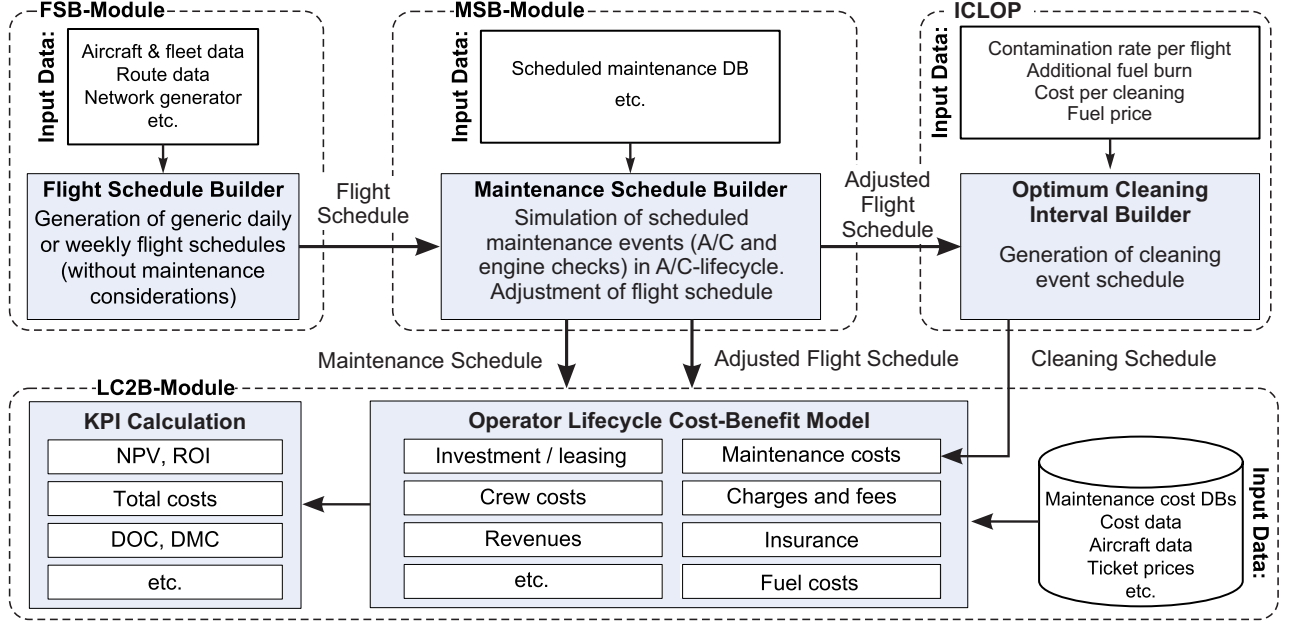 FSB-Module
Input Data:
Aircraft & fleet data
Route data
Network generator
etc.
Flight Schedule Builder
Generation of generic daily
or weekly flight schedules
(without maintenance
considerations)
Flight
Schedule
MSB-Module
Input Data:
Scheduled maintenance DB
etc.
Maintenance Schedule Builder
Simulation of scheduled
maintenance events (A/C and
engine checks) in A/C-lifecycle.
Adjustment of flight schedule
Adjusted
Flight
Schedule
ICLOP
Input Data:
Contamination rate per flight
Additional fuel burn
Cost per cleaning
Fuel price
Optimum Cleaning
Interval Builder
Generation of cleaning
event schedule
Maintenance Schedule
Adjusted Flight Schedule
Cleaning Schedule
LC2B-Module
KPI Calculation
NPV, ROI
Total costs
DOC, DMC
etc.
Operator Lifecycle Cost-Benefit Model
Investment / leasing
Crew costs
Revenues
etc.
Maintenance costs
Charges and fees
Insurance
Fuel costs
Maintenance cost DBs
Cost data
Aircraft data
Ticket prices
etc.
Input Data: